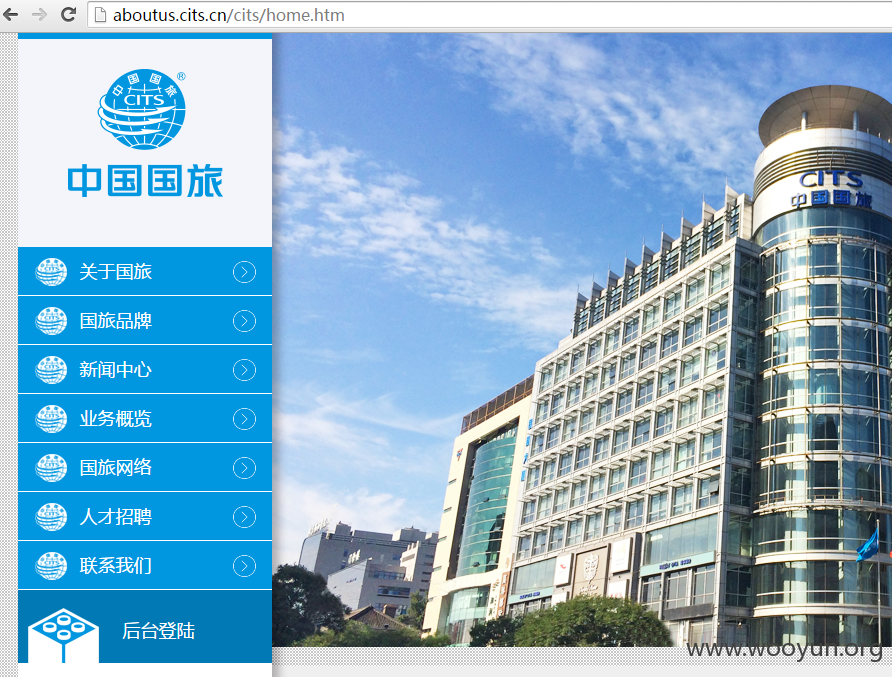 aboutus.cits.cn/cits/home.htm
中国国旅
CITS
®
中国国旅
关于国旅
国旅品牌
新闻中心
业务概览
国旅网络
人才招聘
联系我们
后台登陆
CITS
中国国旅
www.wooyun.org